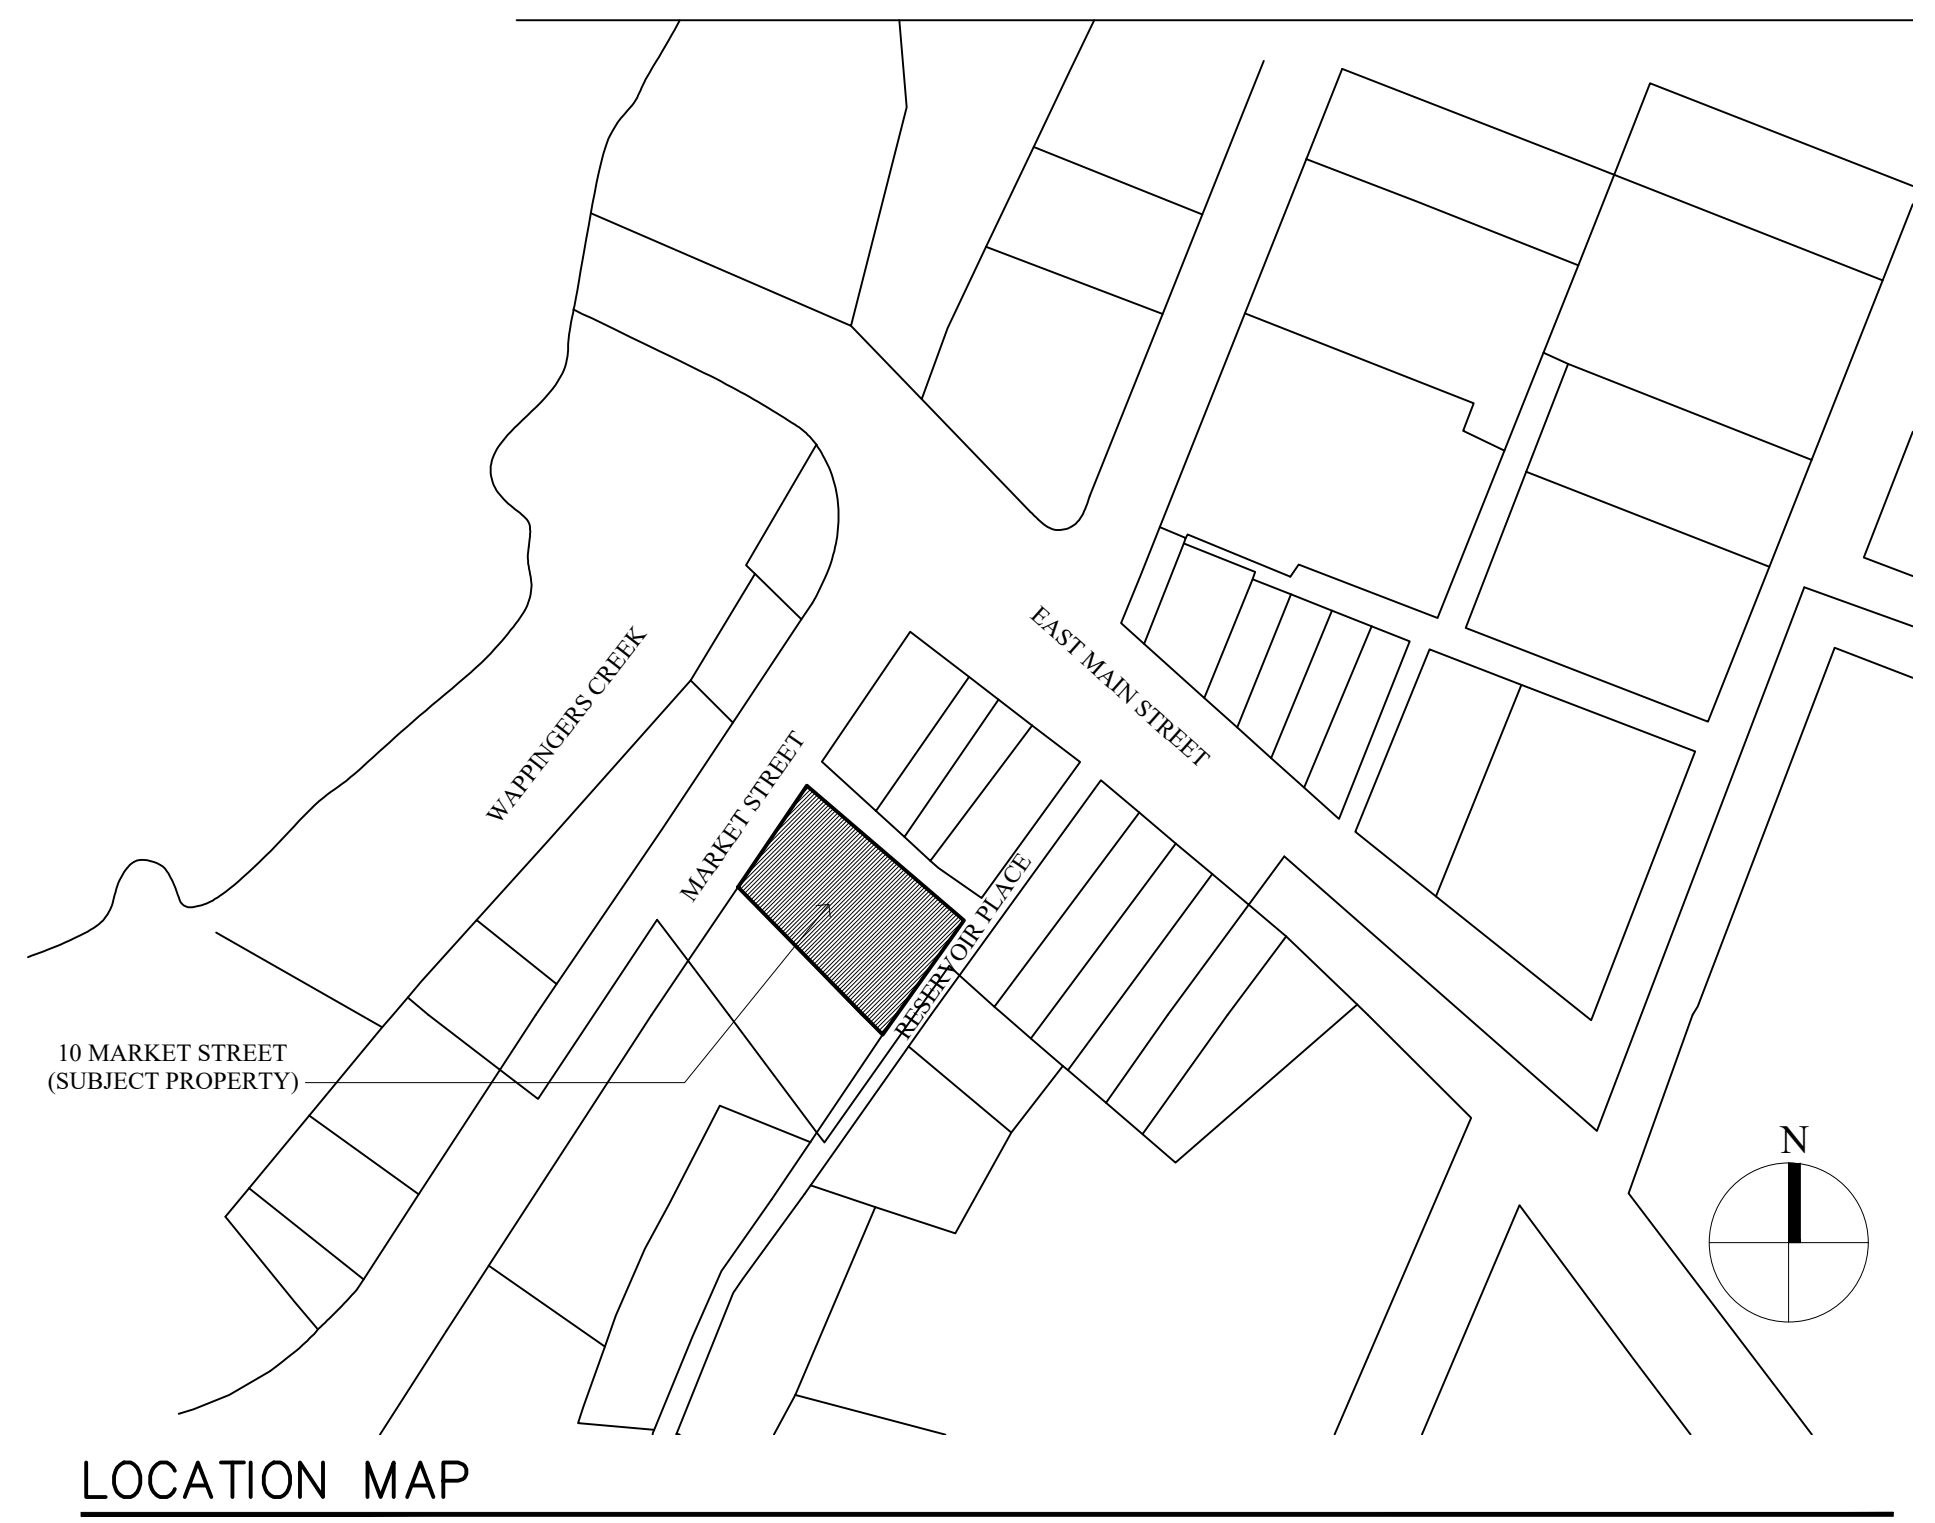 EAST MAIN STREET
WAPPINGERS CREEK
MARKET STREET
RESERVOIR PLACE
10 MARKET STREET
(SUBJECT PROPERTY)
N
LOCATION MAP